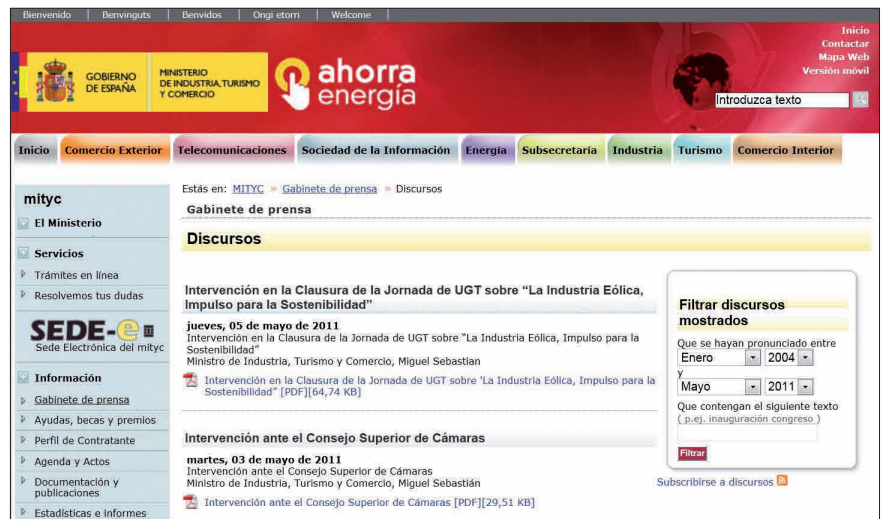 Bienvenido | Benvinguts | Benvidos | Ongi etorri | Welcome |
Inicio
Contactar
Mapa Web
Versión móvil
GOBIERNO DE ESPAÑA
MINISTERIO DE INDUSTRIA, TURISMO Y COMERCIO
ahorra
energía
Introduzca texto
Inicio Comercio Exterior Telecomunicaciones Sociedad de la Información Energía Subsecretaría Industria Turismo Comercio Interior
mityc
El Ministerio
Servicios
Trámites en línea
Resolvemos tus dudas
SEDE-e
Sede Electrónica del mityc
Información
Gabinete de prensa
Ayudas, becas y premios
Perfil de Contratante
Agenda y Actos
Documentación y
publicaciones
Estadísticas e informes
Estás en: MITYC » Gabinete de prensa » Discursos
Gabinete de prensa
Discursos
Intervención en la Clausura de la Jornada de UGT sobre “La Industria Eólica,
Impulso para la Sostenibilidad”
jueves, 05 de mayo de 2011
Intervención en la Clausura de la Jornada de UGT sobre "La Industria Eólica, Impulso para la
Sostenibilidad"
Ministro de Industria, Turismo y Comercio, Miguel Sebastian
Intervención en la Clausura de la Jornada de UGT sobre 'La Industria Eólica, Impulso para la
Sostenibilidad" [PDF][64,74 KB]
Intervención ante el Consejo Superior de Cámaras
martes, 03 de mayo de 2011
Intervención ante el Consejo Superior de Cámaras
Ministro de Industria, Turismo y Comercio, Miguel Sebastián
Intervención ante el Consejo Superior de Cámaras [PDF][29,51 KB]
Filtrar discursos
mostrados
Que se hayan pronunciado entre
Enero 2004
y
Mayo 2011
Que contengan el siguiente texto
( p.ej. inauguración congreso )
Filtrar
Subscribirse a discursos